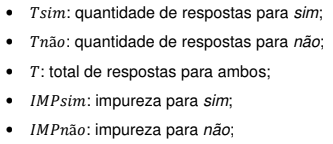 • Tsim: quantidade de respostas para sim;
• Tnão: quantidade de respostas para não;
• T: total de respostas para ambos;
• IMPsim: impureza para sim;
• IMPnão: impureza para não;